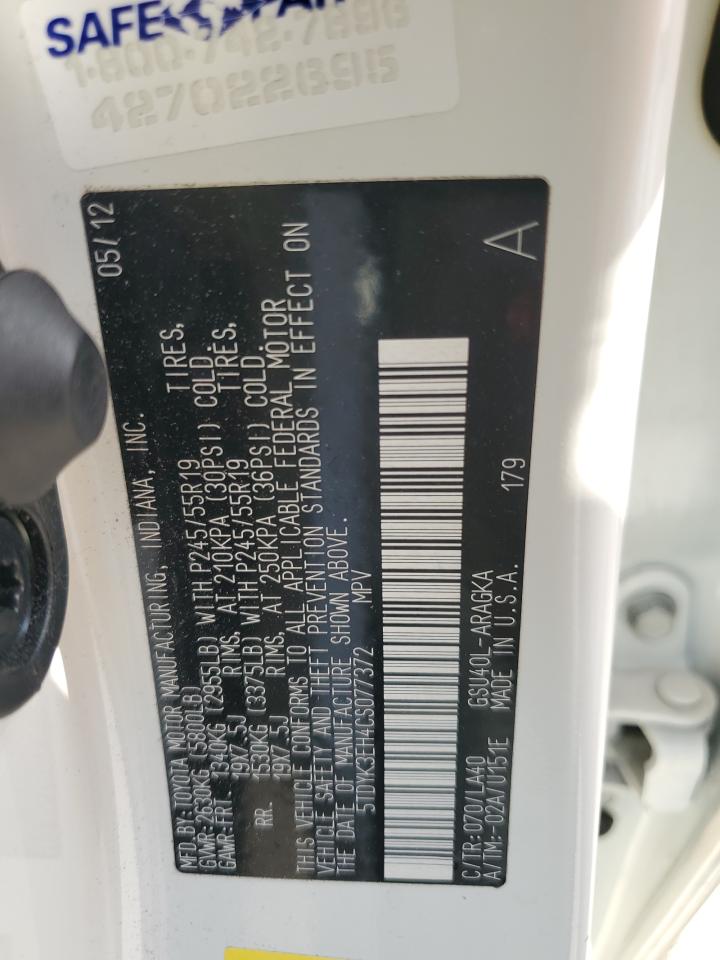 SAFE
1-800-742-7896
427022695
MFD. BY: TOYOTA MOTOR MANUFACTURING, INDIANA, INC. 05/12
GVWR: 2630KG (5800LB)
GAWR: FRT. 1340KG (2955LB) WITH P245/55R19 TIRES,
19X7.5J RIMS, AT 210KPA (30PSI) COLD.
RR. 1530KG (3375LB) WITH P245/55R19 TIRES,
19X7.5J RIMS, AT 250KPA (36PSI) COLD.
THIS VEHICLE CONFORMS TO ALL APPLICABLE FEDERAL MOTOR
VEHICLE SAFETY AND THEFT PREVENTION STANDARDS IN EFFECT ON
THE DATE OF MANUFACTURE SHOWN ABOVE.
5TDYK3EH4CS077372 MPV
A
C/TR: 070/LA40 GSU40L-ARAGKA 179
A/TM: -02A/U151E MADE IN U.S.A.